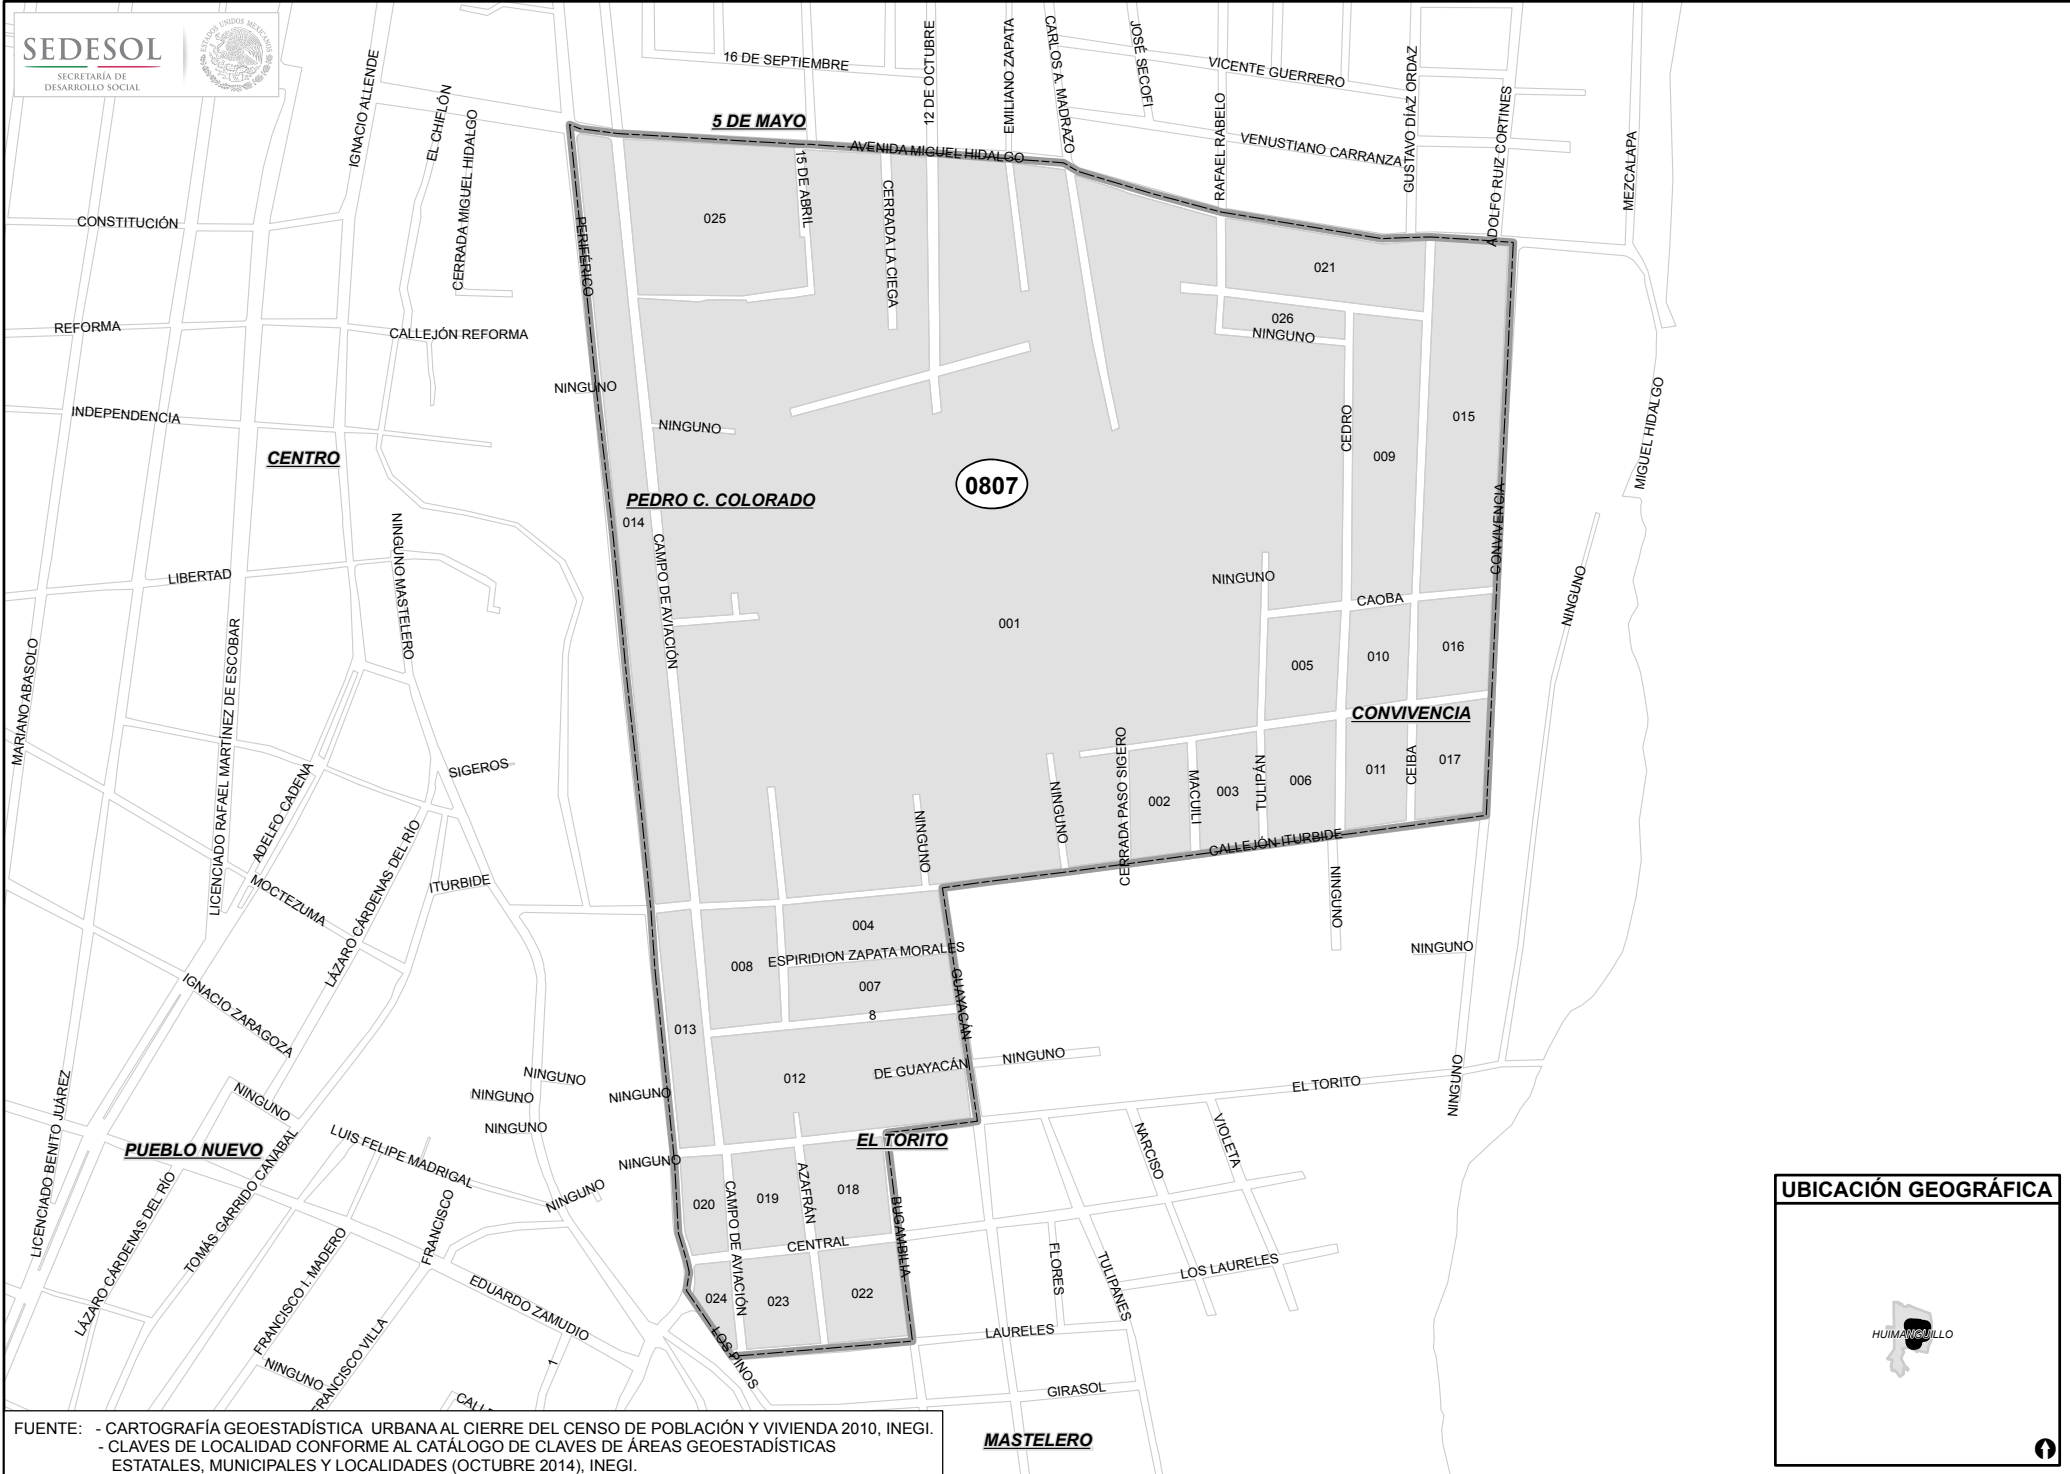 SEDESOL
SECRETARÍA DE
DESARROLLO SOCIAL
ESTADOS UNIDOS MEXICANOS
16 DE SEPTIEMBRE
12 DE OCTUBRE
EMILIANO ZAPATA
CARLOS A. MADRAZO
JOSÉ SECOFI
VICENTE GUERRERO
GUSTAVO DÍAZ ORDAZ
ADOLFO RUIZ CORTINES
IGNACIO ALLENDE
EL CHIFLÓN
CERRADA MIGUEL HIDALGO
5 DE MAYO
AVENIDA MIGUEL HIDALGO
RAFAEL RABELO
VENUSTIANO CARRANZA
MEZCALAPA
CONSTITUCIÓN
PERIFÉRICO
025
15 DE ABRIL
CERRADA LA CIEGA
021
026
NINGUNO
REFORMA
CALLEJÓN REFORMA
NINGUNO
INDEPENDENCIA
NINGUNO
CEDRO
015
MIGUEL HIDALGO
CENTRO
009
PEDRO C. COLORADO
0807
014
CONVIVENCIA
NINGUNO MASTELERO
CAMPO DE AVIACIÓN
LIBERTAD
NINGUNO
CAOBA
NINGUNO
001
MARIANO ABASOLO
LICENCIADO RAFAEL MARTÍNEZ DE ESCOBAR
005
010
016
CONVIVENCIA
SIGEROS
ADELFO CADENA
NINGUNO
CERRADA PASO SIGERO
002
MACUILI
003
TULIPÁN
006
011
CEIBA
017
NINGUNO
CALLEJÓN ITURBIDE
LÁZARO CÁRDENAS DEL RÍO
ITURBIDE
MOCTEZUMA
NINGUNO
004
NINGUNO
ESPIRIDION ZAPATA MORALES
008
007
GUAYACÁN
8
IGNACIO ZARAGOZA
013
NINGUNO
DE GUAYACÁN
012
NINGUNO
NINGUNO
NINGUNO
NINGUNO
EL TORITO
NINGUNO
LICENCIADO BENITO JUÁREZ
NINGUNO
PUEBLO NUEVO
LUIS FELIPE MADRIGAL
EL TORITO
NARCISO
VIOLETA
NINGUNO
NINGUNO
TOMÁS GARRIDO CANABAL
LÁZARO CÁRDENAS DEL RÍO
FRANCISCO
020
CAMPO DE AVIACIÓN
019
AZAFRÁN
018
BUGAMBILIA
CENTRAL
FRANCISCO I. MADERO
FLORES
TULIPANES
LOS LAURELES
EDUARDO ZAMUDIO
024
023
022
LOS PINOS
LAURELES
FRANCISCO VILLA
NINGUNO
1
GIRASOL
MASTELERO
UBICACIÓN GEOGRÁFICA
HUIMANGUILLO
FUENTE: - CARTOGRAFÍA GEOESTADÍSTICA URBANA AL CIERRE DEL CENSO DE POBLACIÓN Y VIVIENDA 2010, INEGI.
- CLAVES DE LOCALIDAD CONFORME AL CATÁLOGO DE CLAVES DE ÁREAS GEOESTADÍSTICAS
ESTATALES, MUNICIPALES Y LOCALIDADES (OCTUBRE 2014), INEGI.